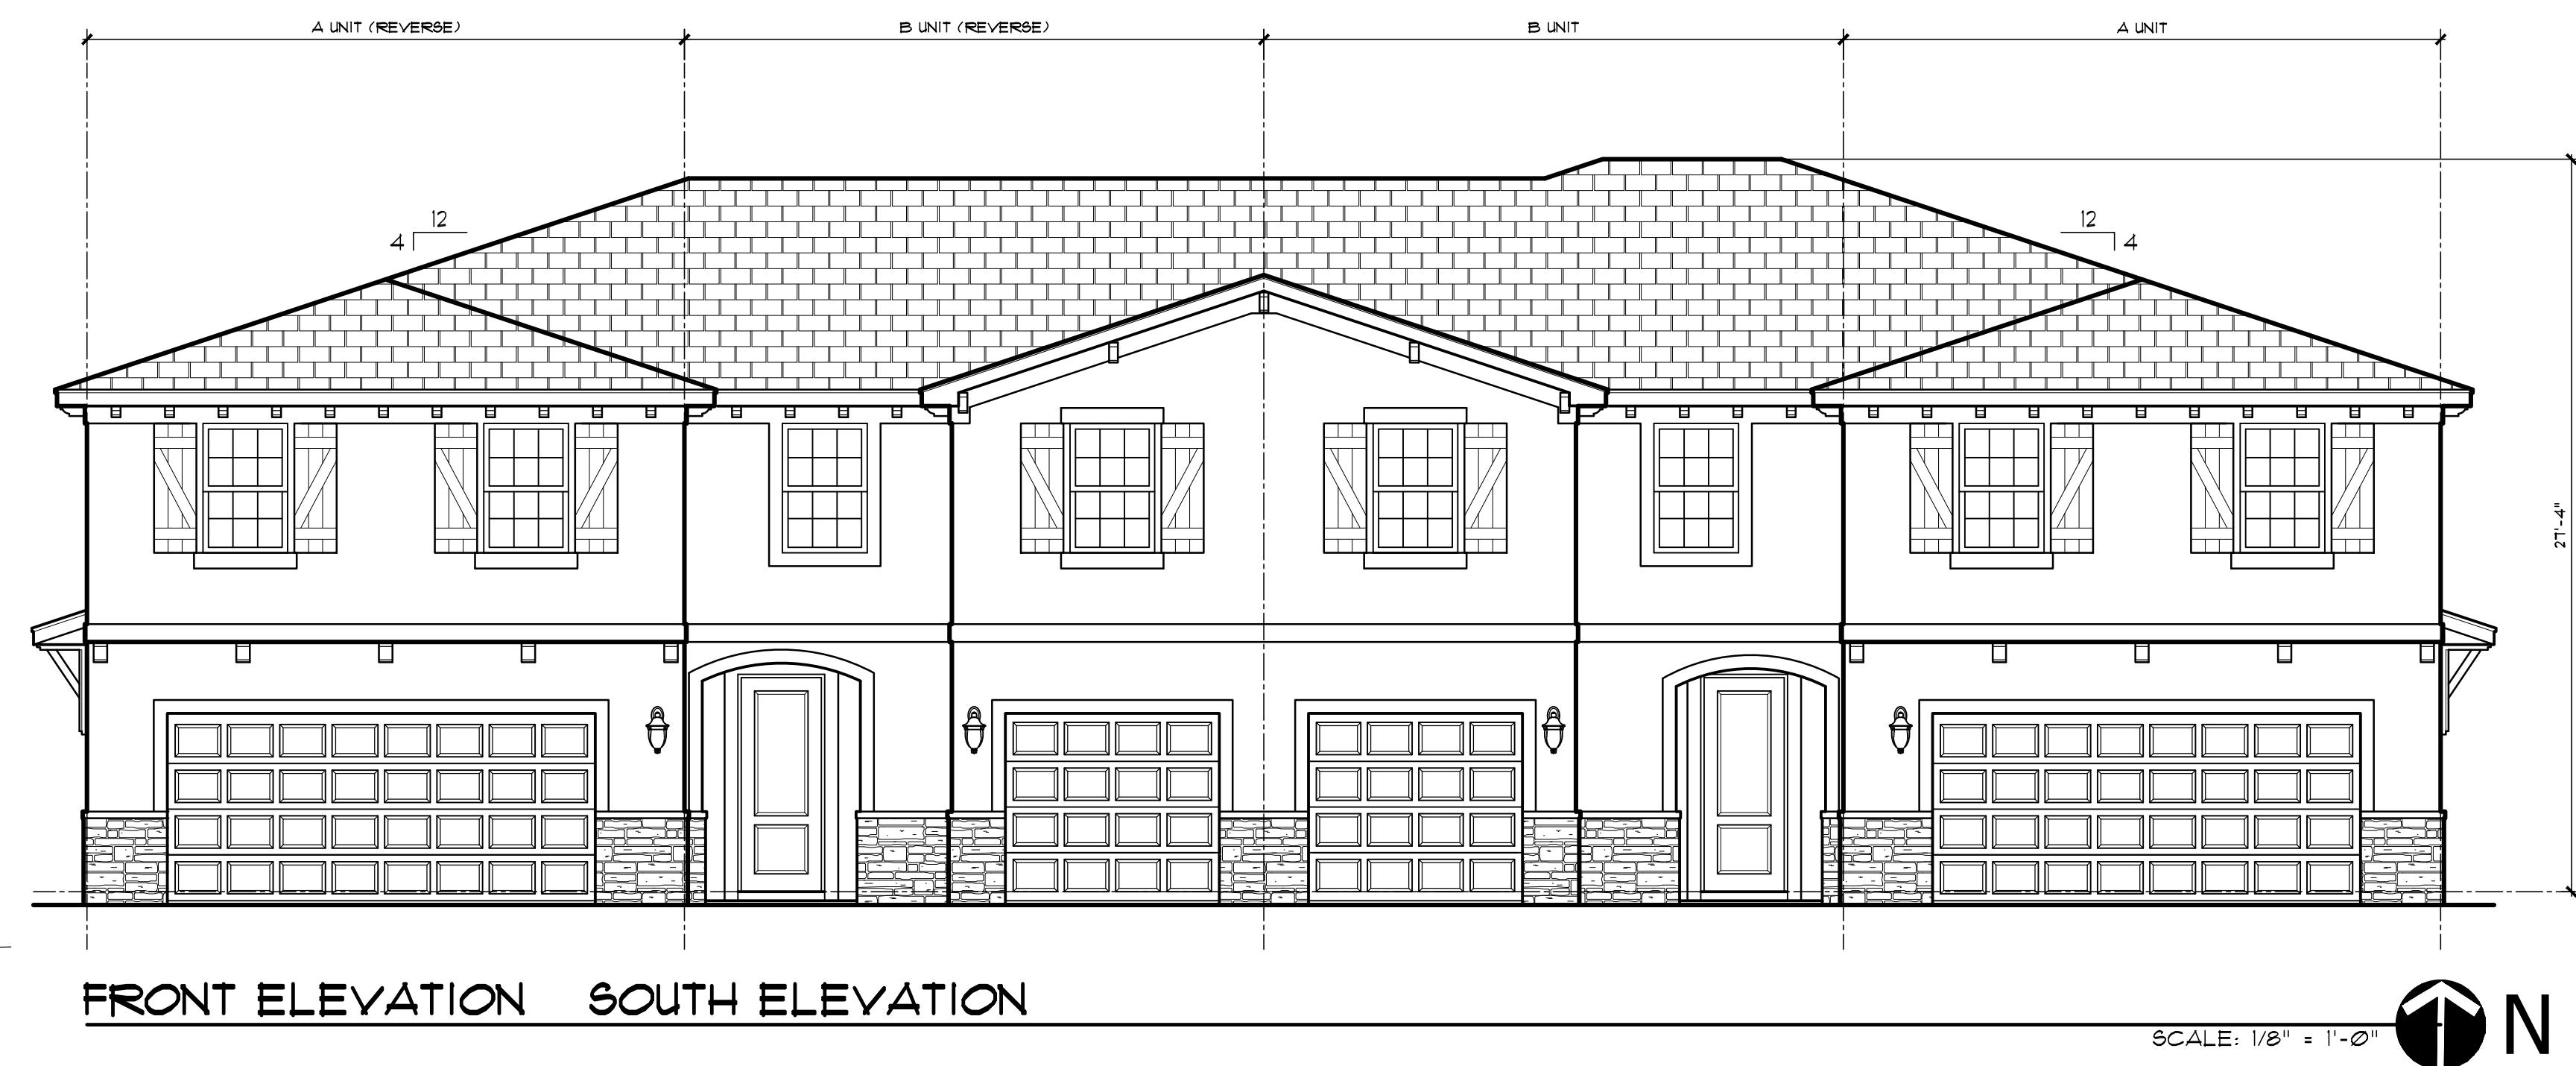 A UNIT (REVERSE)
B UNIT (REVERSE)
B UNIT
A UNIT
12
4
12
4
27'-4"
FRONT ELEVATION SOUTH ELEVATION
SCALE: 1/8" = 1'-0"
N